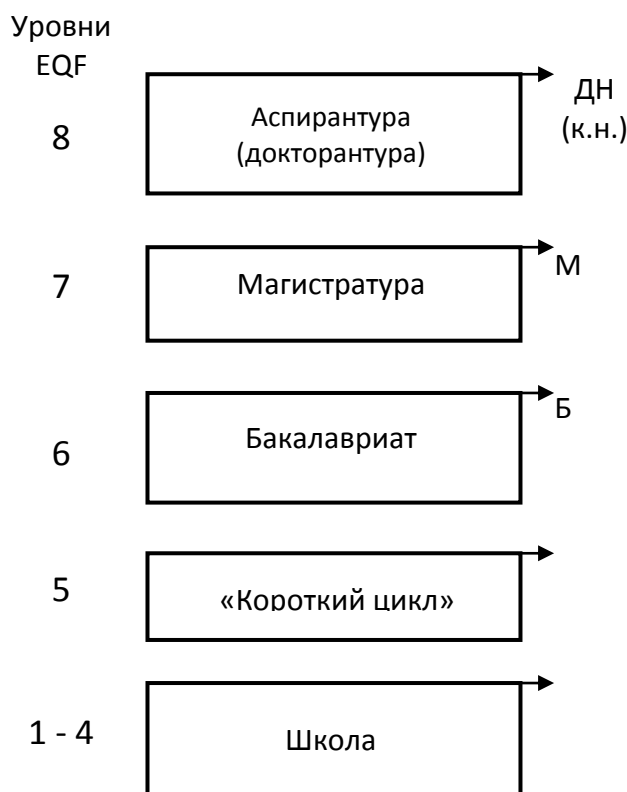 Уровни
EQF
8
Аспирантура
(докторантура)
ДН
(к.н.)
7
Магистратура
М
6
Бакалавриат
Б
5
«Короткий цикл»
1 - 4
Школа